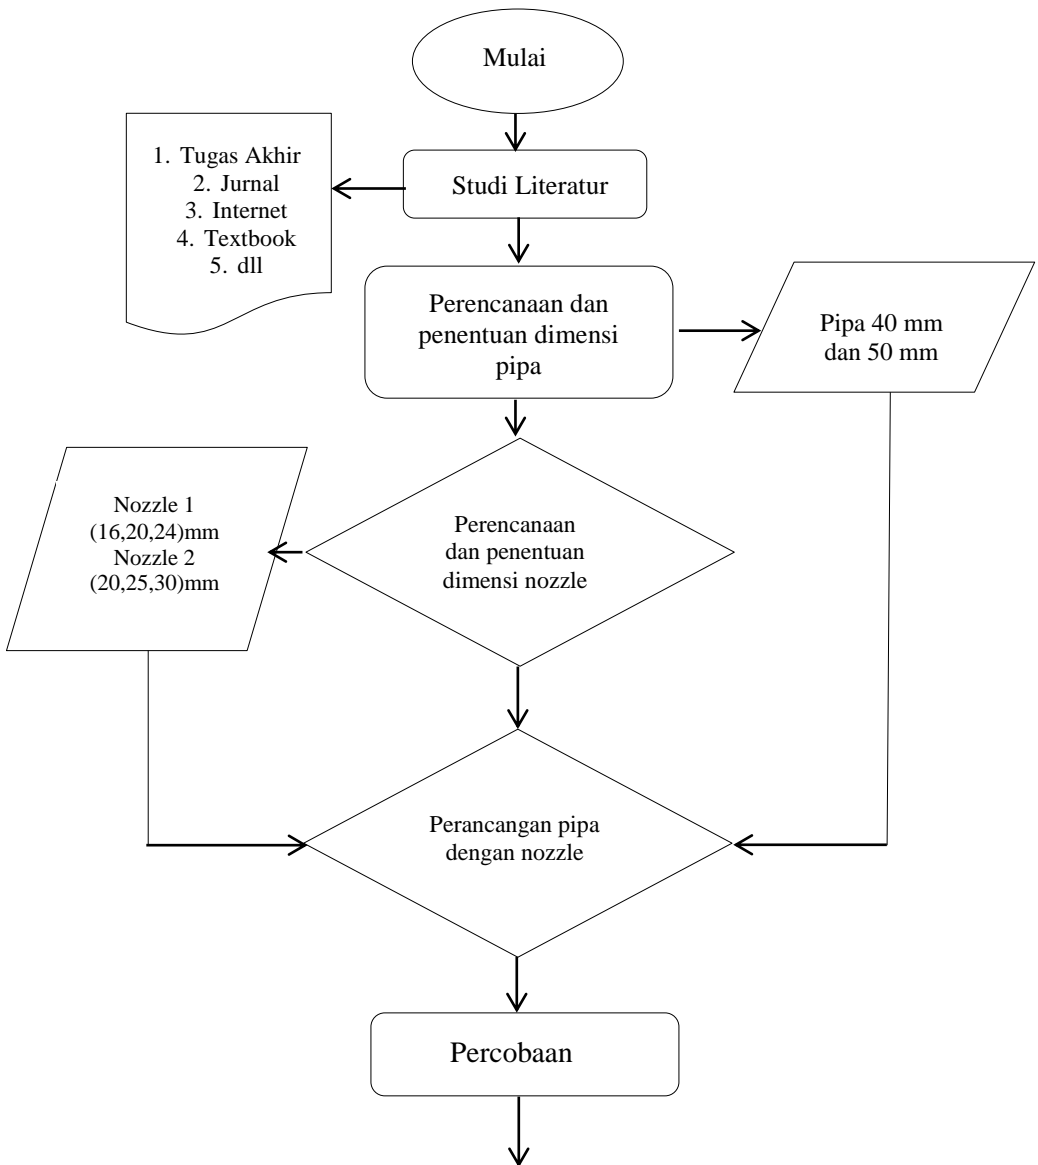 Mulai
1. Tugas Akhir
2. Jurnal
3. Internet
4. Textbook
5. dll
Studi Literatur
Perencanaan dan
penentuan dimensi
pipa
Pipa 40 mm
dan 50 mm
Nozzle 1
(16,20,24)mm
Nozzle 2
(20,25,30)mm
Perencanaan
dan penentuan
dimensi nozzle
Perancangan pipa
dengan nozzle
Percobaan